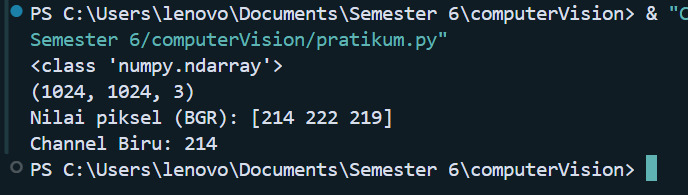 PS C:\Users\lenovo\Documents\Semester 6\computerVision> & "C
Semester 6/computerVision/pratikum.py"
<class 'numpy.ndarray'>
(1024, 1024, 3)
Nilai piksel (BGR): [214 222 219]
Channel Biru: 214
PS C:\Users\lenovo\Documents\Semester 6\computerVision>